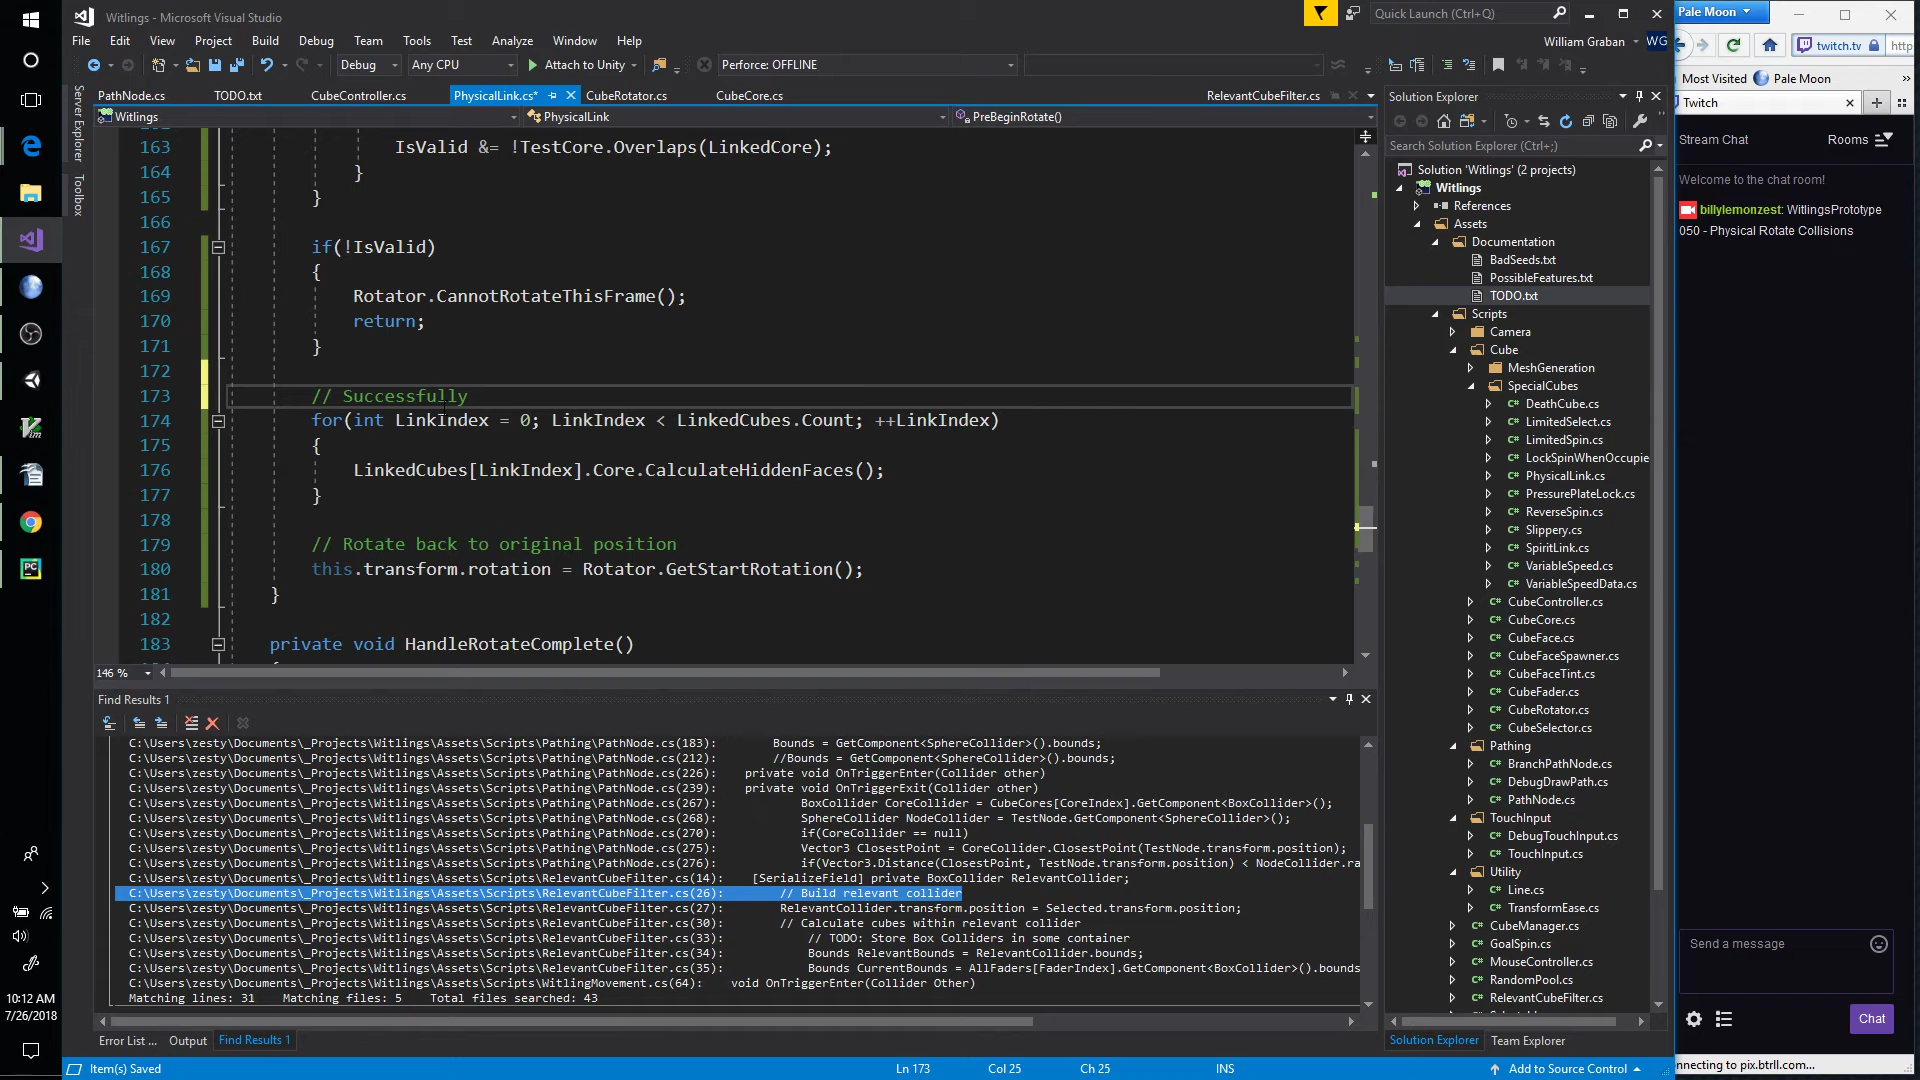 Witlings - Microsoft Visual Studio
Quick Launch (Ctrl+Q)
File Edit View Project Build Debug Team Tools Test Analyze Window Help
William Graban WG
Debug Any CPU Attach to Unity Perforce: OFFLINE
PathNode.cs TODO.txt CubeController.cs PhysicalLink.cs* CubeRotator.cs CubeCore.cs RelevantCubeFilter.cs
Witlings PhysicalLink PreBeginRotate()
Server Explorer
Toolbox
163 IsValid &= !TestCore.Overlaps(LinkedCore);
164 }
165 }
166
167 if(!IsValid)
168 {
169 Rotator.CannotRotateThisFrame();
170 return;
171 }
172
173 // Successfully
174 for(int LinkIndex = 0; LinkIndex < LinkedCubes.Count; ++LinkIndex)
175 {
176 LinkedCubes[LinkIndex].Core.CalculateHiddenFaces();
177 }
178
179 // Rotate back to original position
180 this.transform.rotation = Rotator.GetStartRotation();
181 }
182
183 private void HandleRotateComplete()
146 %
Find Results 1
C:\Users\zesty\Documents\_Projects\Witlings\Assets\Scripts\Pathing\PathNode.cs(183): Bounds = GetComponent<SphereCollider>().bounds;
C:\Users\zesty\Documents\_Projects\Witlings\Assets\Scripts\Pathing\PathNode.cs(212): //Bounds = GetComponent<SphereCollider>().bounds;
C:\Users\zesty\Documents\_Projects\Witlings\Assets\Scripts\Pathing\PathNode.cs(226): private void OnTriggerEnter(Collider other)
C:\Users\zesty\Documents\_Projects\Witlings\Assets\Scripts\Pathing\PathNode.cs(239): private void OnTriggerExit(Collider other)
C:\Users\zesty\Documents\_Projects\Witlings\Assets\Scripts\Pathing\PathNode.cs(267): BoxCollider CoreCollider = CubeCores[CoreIndex].GetComponent<BoxCollider>();
C:\Users\zesty\Documents\_Projects\Witlings\Assets\Scripts\Pathing\PathNode.cs(268): SphereCollider NodeCollider = TestNode.GetComponent<SphereCollider>();
C:\Users\zesty\Documents\_Projects\Witlings\Assets\Scripts\Pathing\PathNode.cs(270): if(CoreCollider == null)
C:\Users\zesty\Documents\_Projects\Witlings\Assets\Scripts\Pathing\PathNode.cs(275): Vector3 ClosestPoint = CoreCollider.ClosestPoint(TestNode.transform.position);
C:\Users\zesty\Documents\_Projects\Witlings\Assets\Scripts\Pathing\PathNode.cs(276): if(Vector3.Distance(ClosestPoint, TestNode.transform.position) < NodeCollider.ra
C:\Users\zesty\Documents\_Projects\Witlings\Assets\Scripts\RelevantCubeFilter.cs(14): [SerializeField] private BoxCollider RelevantCollider;
C:\Users\zesty\Documents\_Projects\Witlings\Assets\Scripts\RelevantCubeFilter.cs(26): // Build relevant collider
C:\Users\zesty\Documents\_Projects\Witlings\Assets\Scripts\RelevantCubeFilter.cs(27): RelevantCollider.transform.position = Selected.transform.position;
C:\Users\zesty\Documents\_Projects\Witlings\Assets\Scripts\RelevantCubeFilter.cs(30): // Calculate cubes within relevant collider
C:\Users\zesty\Documents\_Projects\Witlings\Assets\Scripts\RelevantCubeFilter.cs(33): // TODO: Store Box Colliders in some container
C:\Users\zesty\Documents\_Projects\Witlings\Assets\Scripts\RelevantCubeFilter.cs(34): Bounds RelevantBounds = RelevantCollider.bounds;
C:\Users\zesty\Documents\_Projects\Witlings\Assets\Scripts\RelevantCubeFilter.cs(35): Bounds CurrentBounds = AllFaders[FaderIndex].GetComponent<BoxCollider>().bounds
C:\Users\zesty\Documents\_Projects\Witlings\Assets\Scripts\WitlingMovement.cs(64): void OnTriggerEnter(Collider Other)
Matching lines: 31 Matching files: 5 Total files searched: 43
Error List ... Output Find Results 1
Item(s) Saved Ln 173 Col 25 Ch 25 INS Add to Source Control
10:12 AM
7/26/2018
Solution Explorer
Search Solution Explorer (Ctrl+;)
Solution 'Witlings' (2 projects)
Witlings
References
Assets
Documentation
BadSeeds.txt
PossibleFeatures.txt
TODO.txt
Scripts
Camera
Cube
MeshGeneration
SpecialCubes
DeathCube.cs
LimitedSelect.cs
LimitedSpin.cs
LockSpinWhenOccupie
PhysicalLink.cs
PressurePlateLock.cs
ReverseSpin.cs
Slippery.cs
SpiritLink.cs
VariableSpeed.cs
VariableSpeedData.cs
CubeController.cs
CubeCore.cs
CubeFace.cs
CubeFaceSpawner.cs
CubeFaceTint.cs
CubeFader.cs
CubeRotator.cs
CubeSelector.cs
Pathing
BranchPathNode.cs
DebugDrawPath.cs
PathNode.cs
TouchInput
DebugTouchInput.cs
TouchInput.cs
Utility
Line.cs
TransformEase.cs
CubeManager.cs
GoalSpin.cs
MouseController.cs
RandomPool.cs
RelevantCubeFilter.cs
Solution Explorer Team Explorer
Pale Moon
twitch.tv http
Most Visited Pale Moon
Twitch
Stream Chat Rooms
Welcome to the chat room!
billylemonzest: WitlingsPrototype
050 - Physical Rotate Collisions
Send a message
Chat
nnecting to pix.btrll.com...